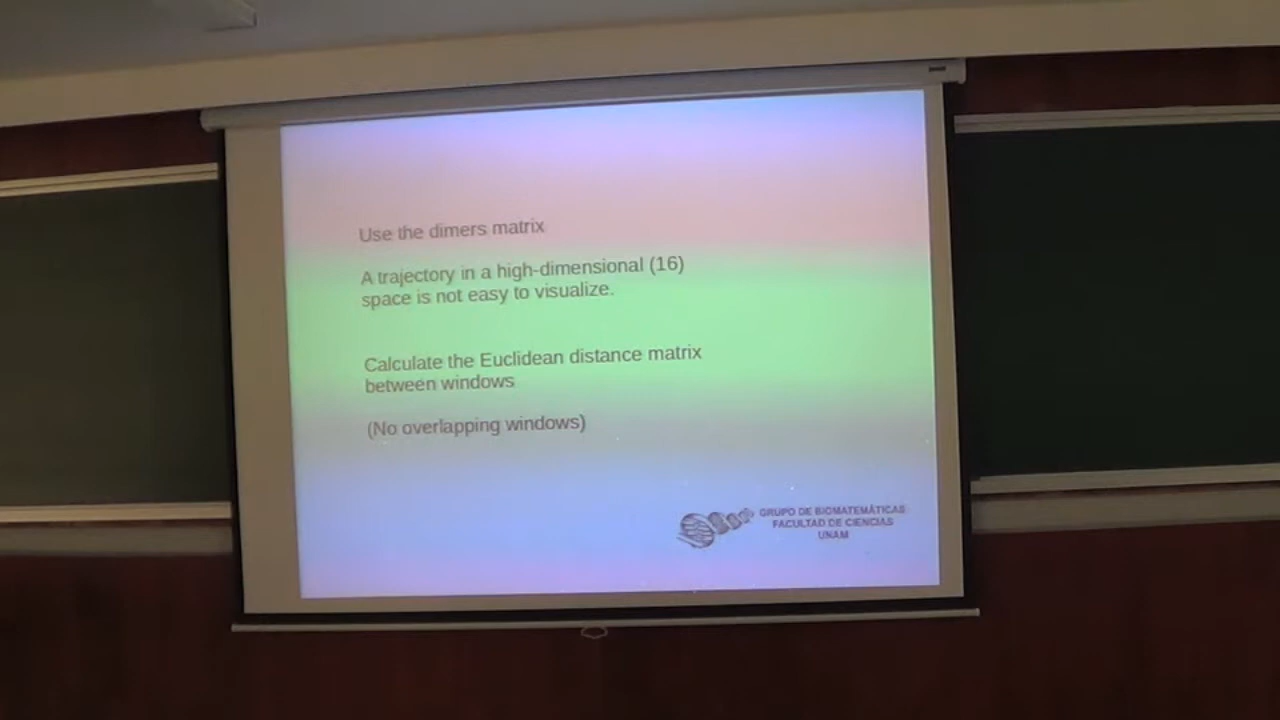 Use the dimers matrix
A trajectory in a high-dimensional (16)
space is not easy to visualize.
Calculate the Euclidean distance matrix
between windows
(No overlapping windows)
GRUPO DE BIOMATEMÁTICAS
FACULTAD DE CIENCIAS
UNAM